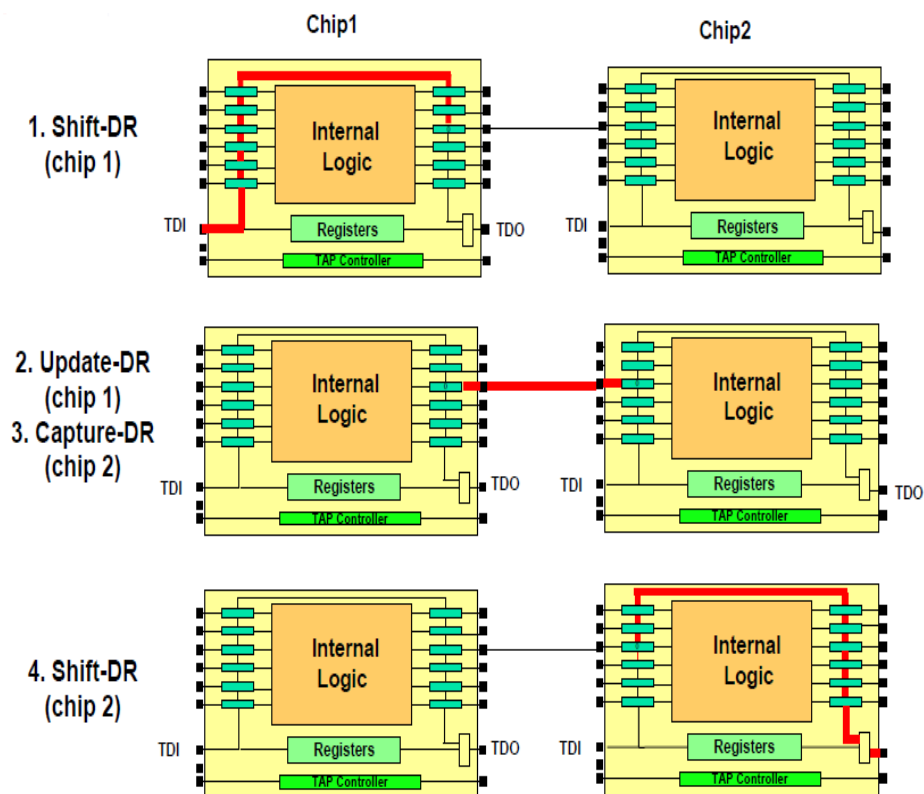 Chip1
Chip2
1. Shift-DR
(chip 1)
Internal
Logic
Internal
Logic
TDI
Registers
TDO
TDI
Registers
TAP Controller
TAP Controller
2. Update-DR
(chip 1)
3. Capture-DR
(chip 2)
Internal
Logic
Internal
Logic
TDI
Registers
TDO
TDI
Registers
TDO
TAP Controller
TAP Controller
4. Shift-DR
(chip 2)
Internal
Logic
Internal
Logic
TDI
Registers
TDO
TDI
Registers
TAP Controller
TAP Controller